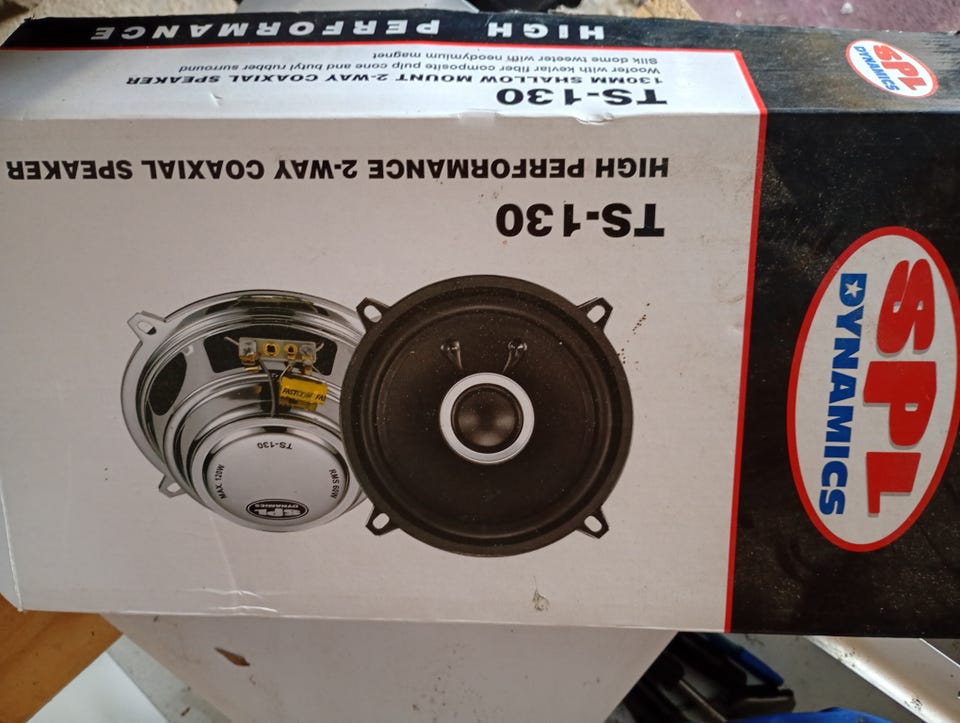 HIGH PERFORMANCE
SPL
DYNAMICS
TS-130
130MM SHALLOW MOUNT 2-WAY COAXIAL SPEAKER
Woofer with kevlar fiber composite pulp cone and butyl rubber surround
Silk dome tweeter with neodymium magnet
HIGH PERFORMANCE 2-WAY COAXIAL SPEAKER
TS-130
SPL
DYNAMICS
SPL
DYNAMICS
MAX. 120W
RMS 60W
TS-130